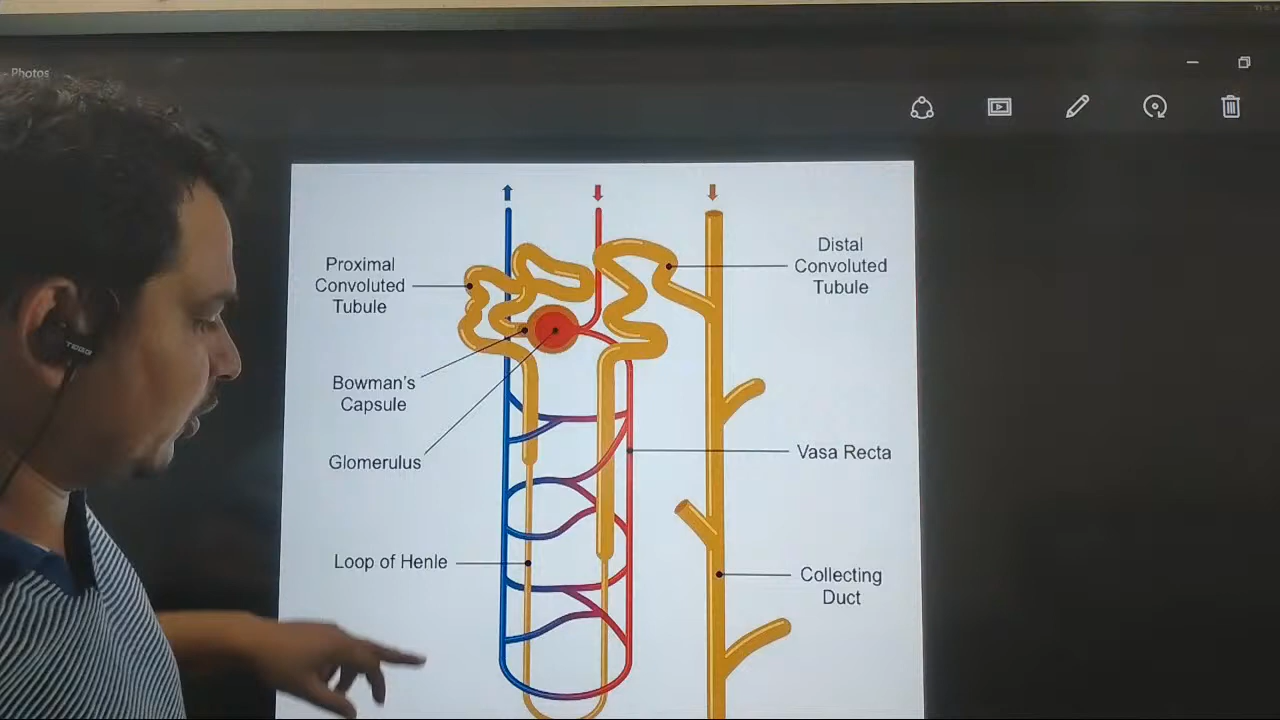 - Photos
Proximal
Convoluted
Tubule
Distal
Convoluted
Tubule
Bowman's
Capsule
Glomerulus
Vasa Recta
Loop of Henle
Collecting
Duct